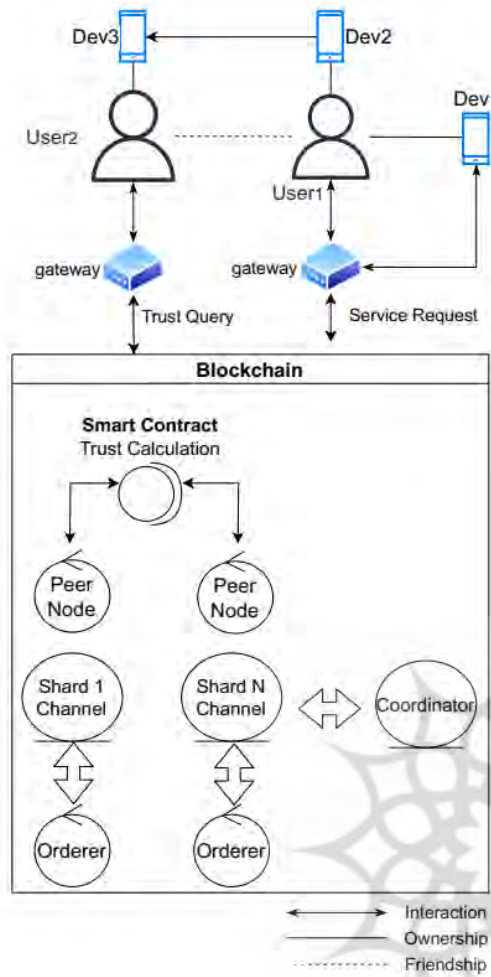 Dev3
Dev2
Dev
User2
User1
gateway
gateway
Trust Query
Service Request
Blockchain
Smart Contract
Trust Calculation
Peer
Node
Peer
Node
Shard 1
Channel
Shard N
Channel
Coordinator
Orderer
Orderer
Interaction
Ownership
Friendship